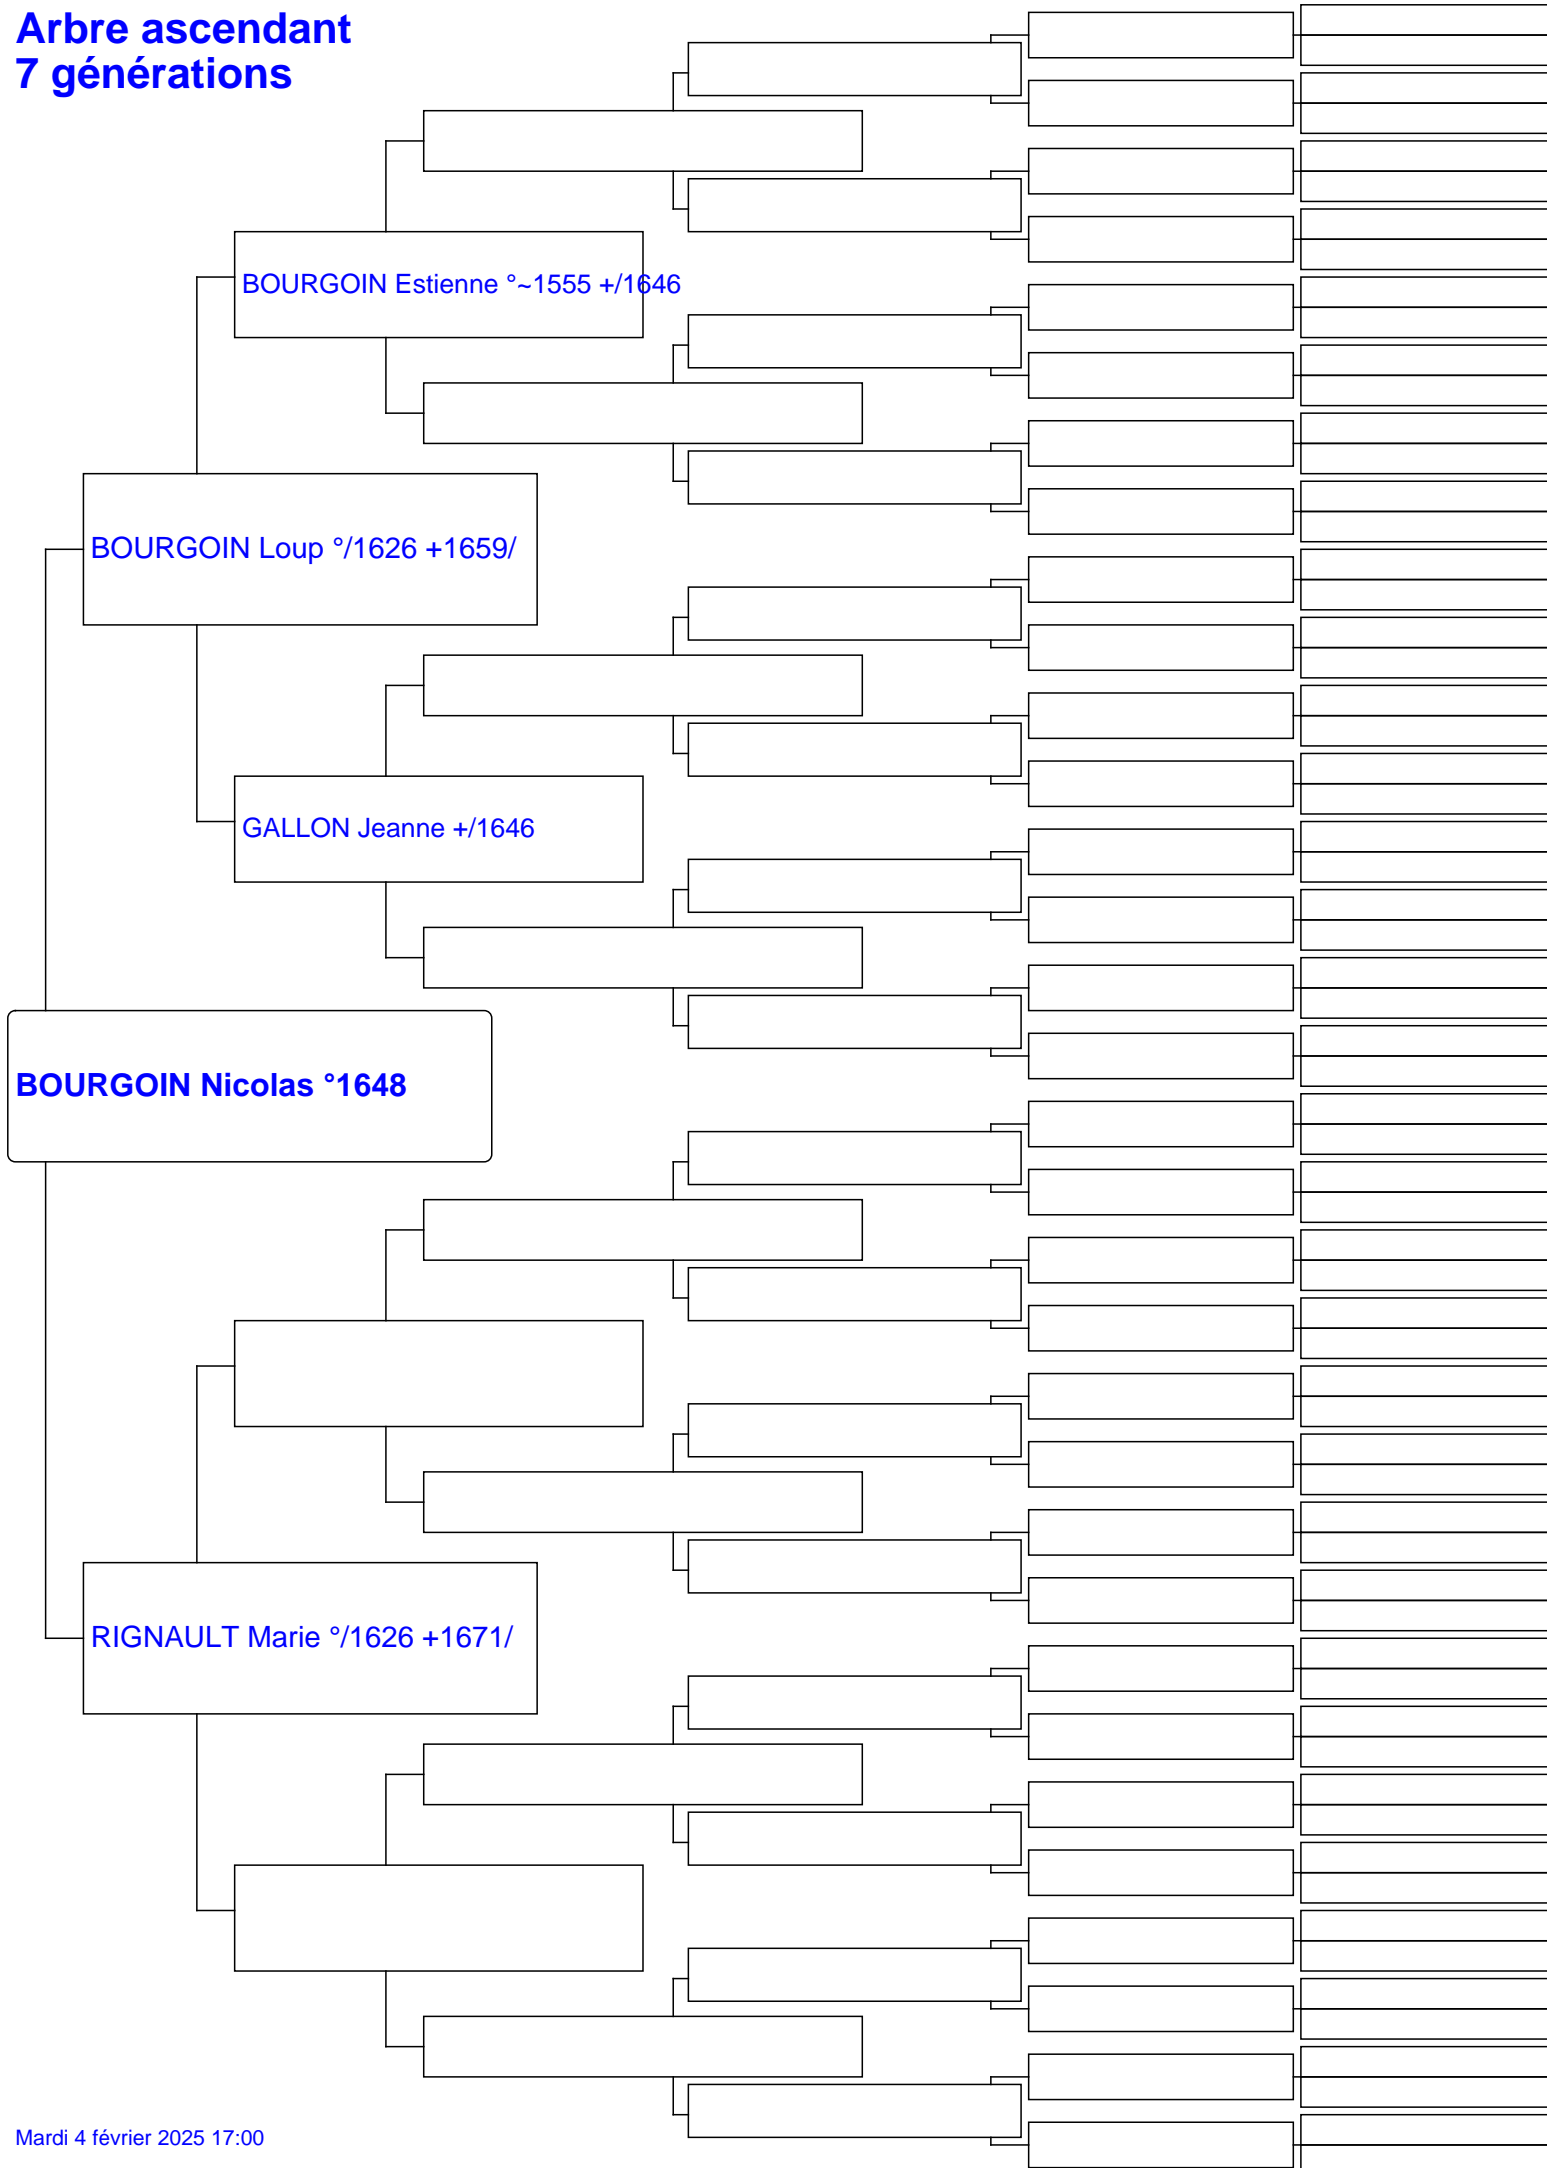 Arbre ascendant
7 générations
BOURGOIN Estienne °~1555 +/1646
BOURGOIN Loup °/1626 +1659/
GALLON Jeanne +/1646
BOURGOIN Nicolas °1648
RIGNAULT Marie °/1626 +1671/
Mardi 4 février 2025 17:00